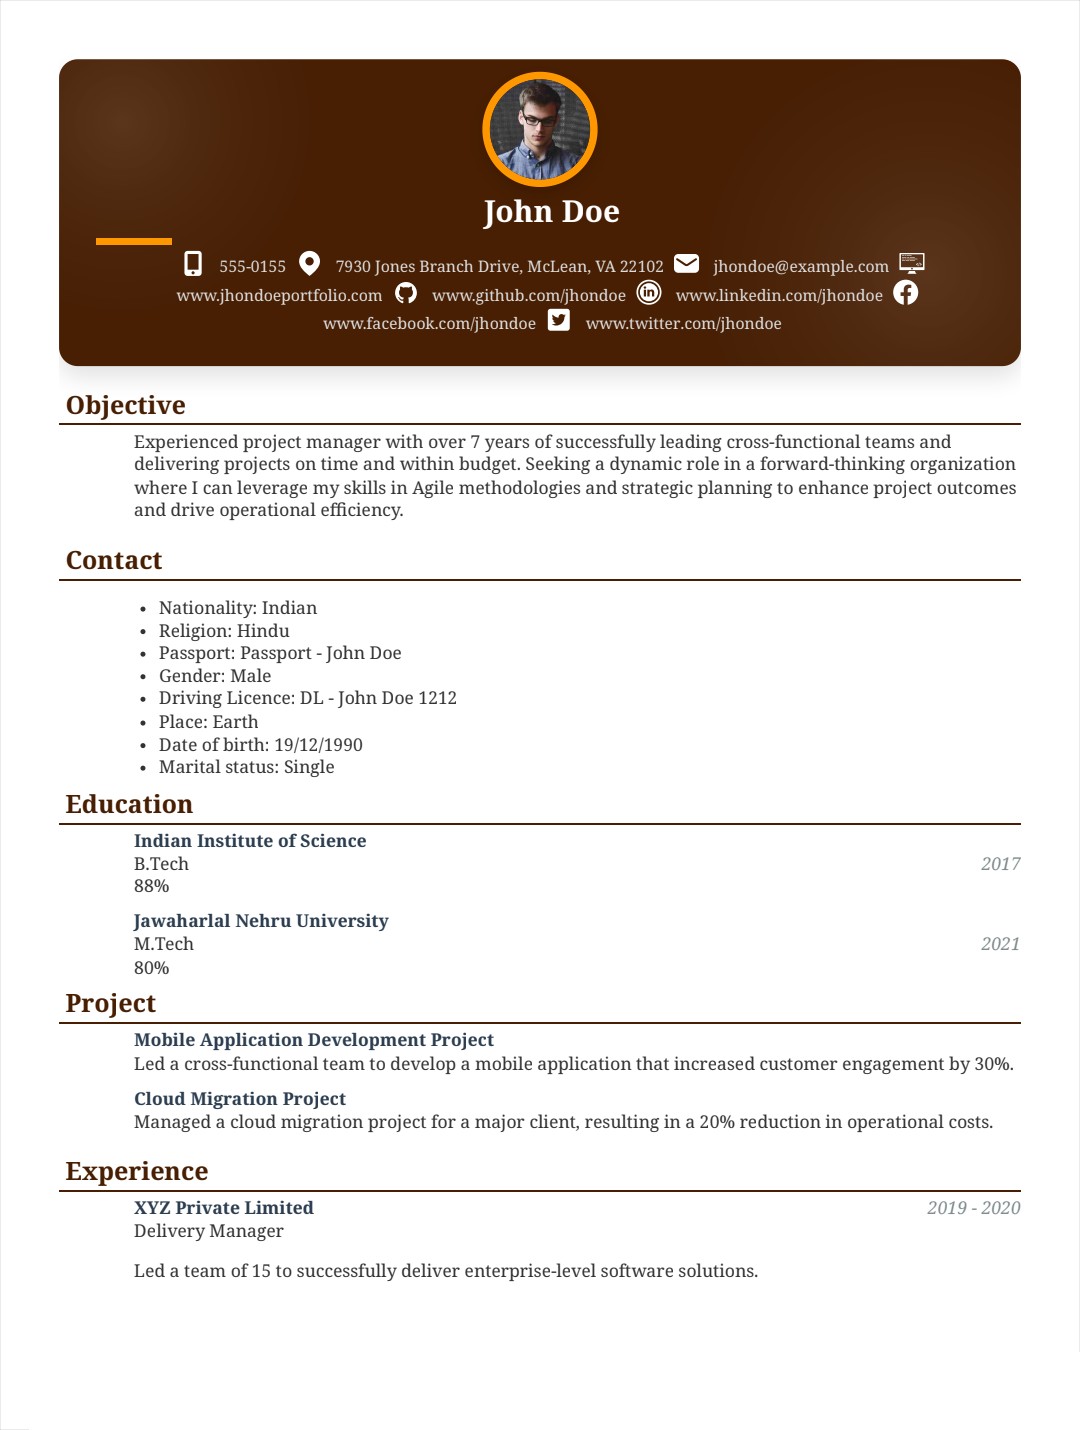 John Doe
555-0155 7930 Jones Branch Drive, McLean, VA 22102 jhondoe@example.com
www.jhondoeportfolio.com www.github.com/jhondoe www.linkedin.com/jhondoe
www.facebook.com/jhondoe www.twitter.com/jhondoe
Objective
Experienced project manager with over 7 years of successfully leading cross-functional teams and
delivering projects on time and within budget. Seeking a dynamic role in a forward-thinking organization
where I can leverage my skills in Agile methodologies and strategic planning to enhance project outcomes
and drive operational efficiency.
Contact
• Nationality: Indian
• Religion: Hindu
• Passport: Passport - John Doe
• Gender: Male
• Driving Licence: DL - John Doe 1212
• Place: Earth
• Date of birth: 19/12/1990
• Marital status: Single
Education
Indian Institute of Science
B.Tech 2017
88%
Jawaharlal Nehru University
M.Tech 2021
80%
Project
Mobile Application Development Project
Led a cross-functional team to develop a mobile application that increased customer engagement by 30%.
Cloud Migration Project
Managed a cloud migration project for a major client, resulting in a 20% reduction in operational costs.
Experience
XYZ Private Limited 2019 - 2020
Delivery Manager
Led a team of 15 to successfully deliver enterprise-level software solutions.